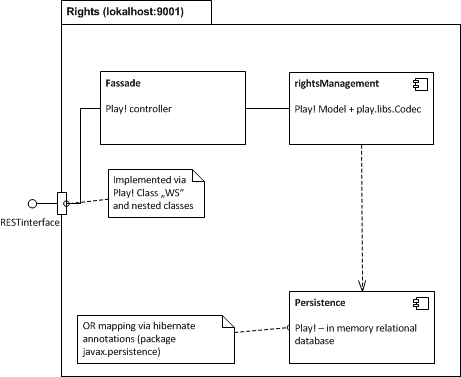 Rights (lokalhost:9001)
Fassade
Play! controller
rightsManagement
Play! Model + play.libs.Codec
Implemented via
Play! Class „WS“
and nested classes
RESTinterface
Persistence
Play! – in memory relational
database
OR mapping via hibernate
annotations (package
javax.persistence)